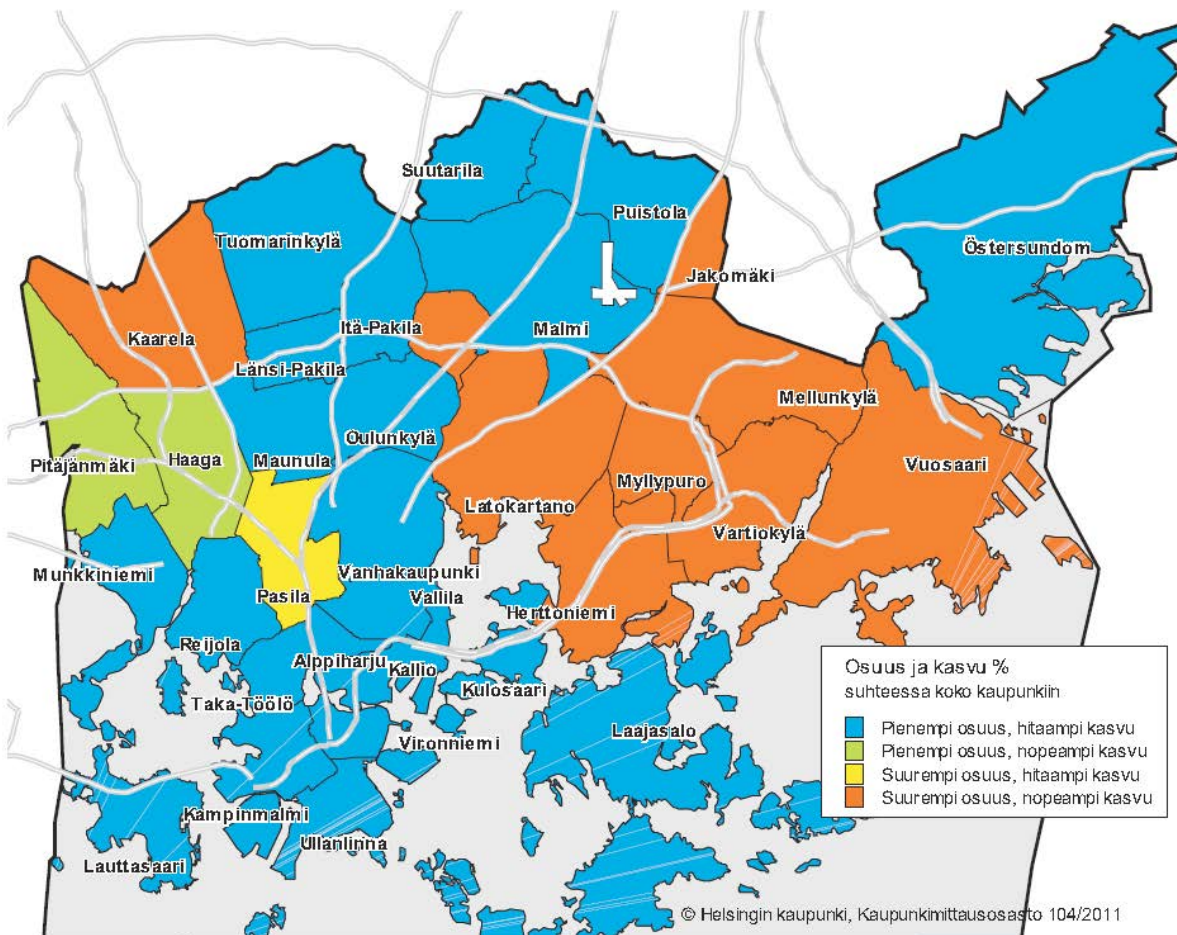 Suutarila
Puistola
Tuomarinkylä
Östersundom
Jakomäki
Itä-Pakila
Malmi
Kaarela
Länsi-Pakila
Mellunkylä
Oulunkylä
Haaga
Maunula
Pitäjänmäki
Vuosaari
Myllypuro
Latokartano
Vartiokylä
Munkkiniemi
Vanhakaupunki
Pasila
Vallila
Herttoniemi
Reijola
Alppiharju
Kallio
Kulosaari
Taka-Töölö
Laajasalo
Vironniemi
Kampinmalmi
Ullanlinna
Lauttasaari
Osuus ja kasvu %
suhteessa koko kaupunkiin
Pienempi osuus, hitaampi kasvu
Pienempi osuus, nopeampi kasvu
Suurempi osuus, hitaampi kasvu
Suurempi osuus, nopeampi kasvu
© Helsingin kaupunki, Kaupunkimittausosasto 104/2011